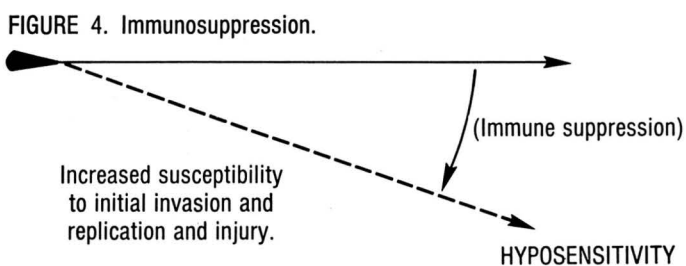 FIGURE 4. Immunosuppression.
(Immune suppression)
Increased susceptibility
to initial invasion and
replication and injury.
HYPOSENSITIVITY